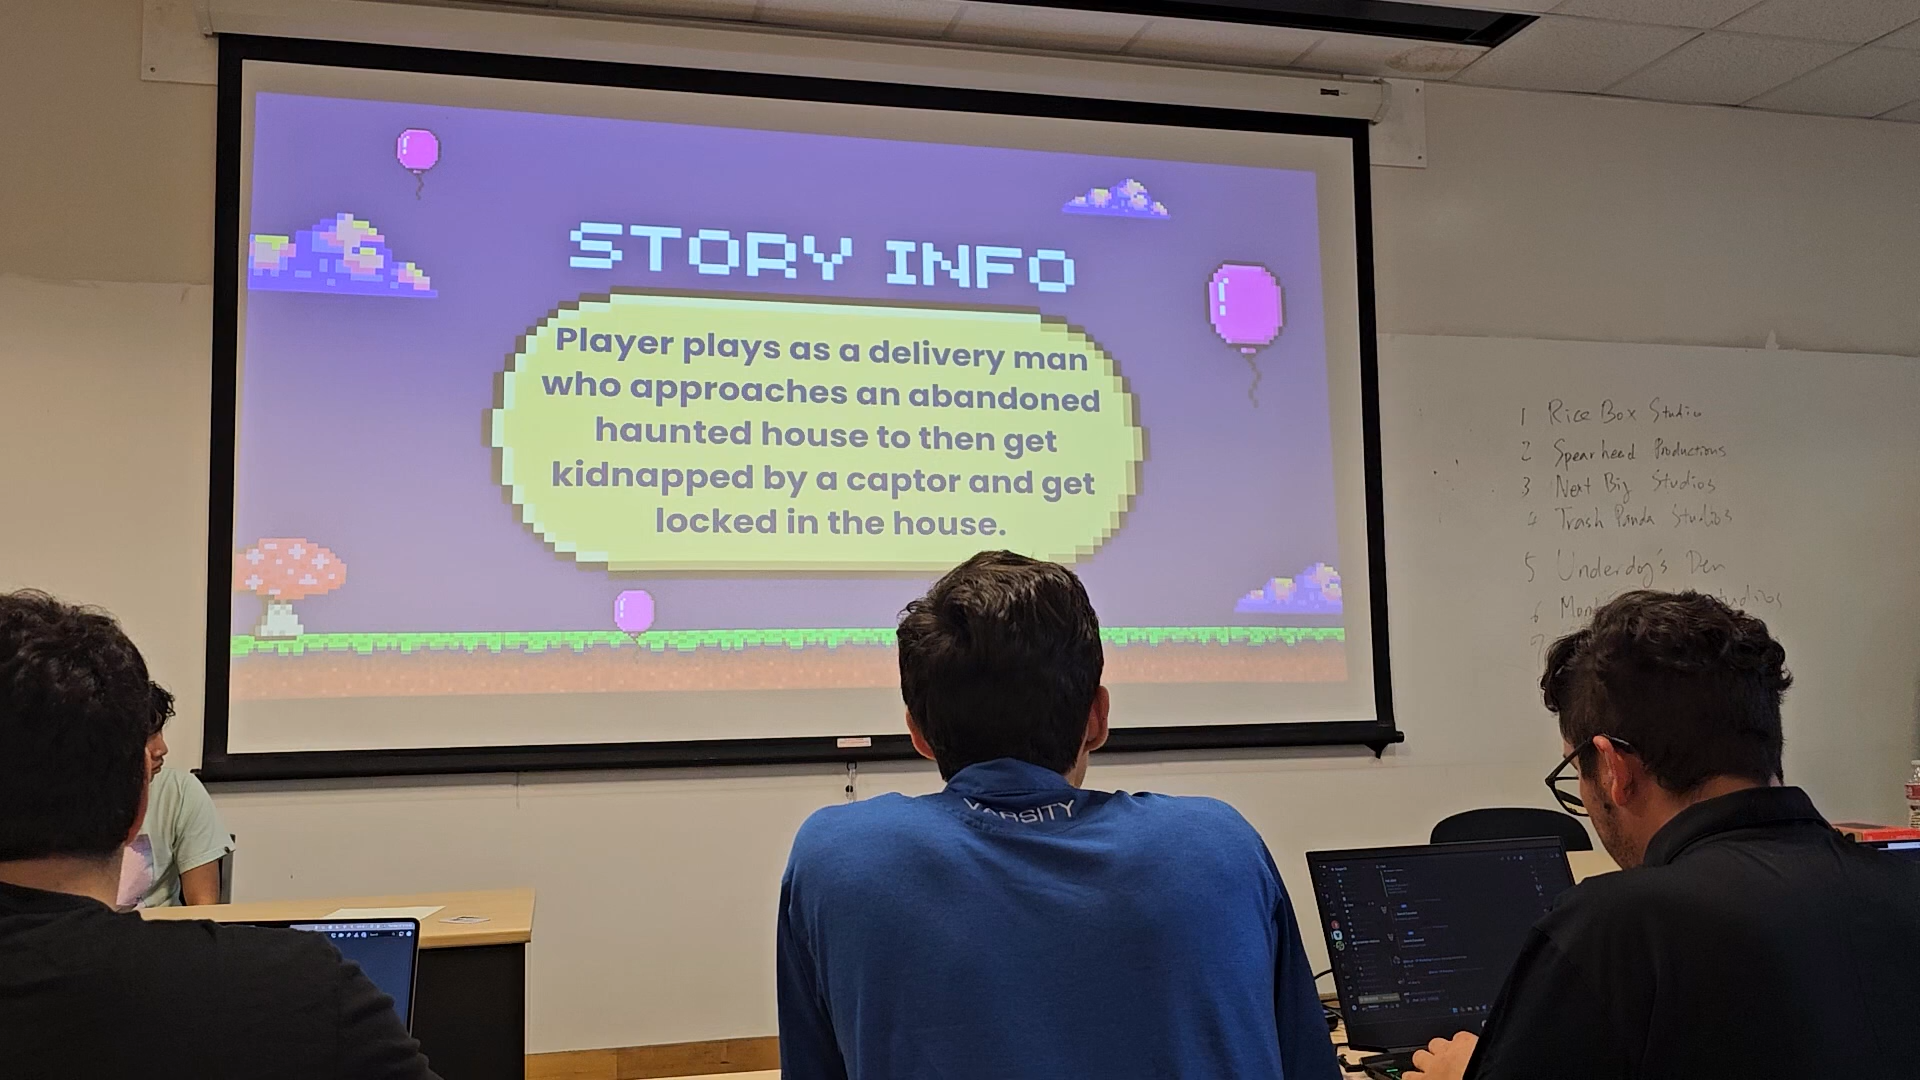 STORY INFO
Player plays as a delivery man
who approaches an abandoned
haunted house to then get
kidnapped by a captor and get
locked in the house.
1 Rice Box Studio
2 Spearhead Productions
3 Next Big Studios
4 Trash Panda Studios
5 Underdog's Den
6
7
VARSITY